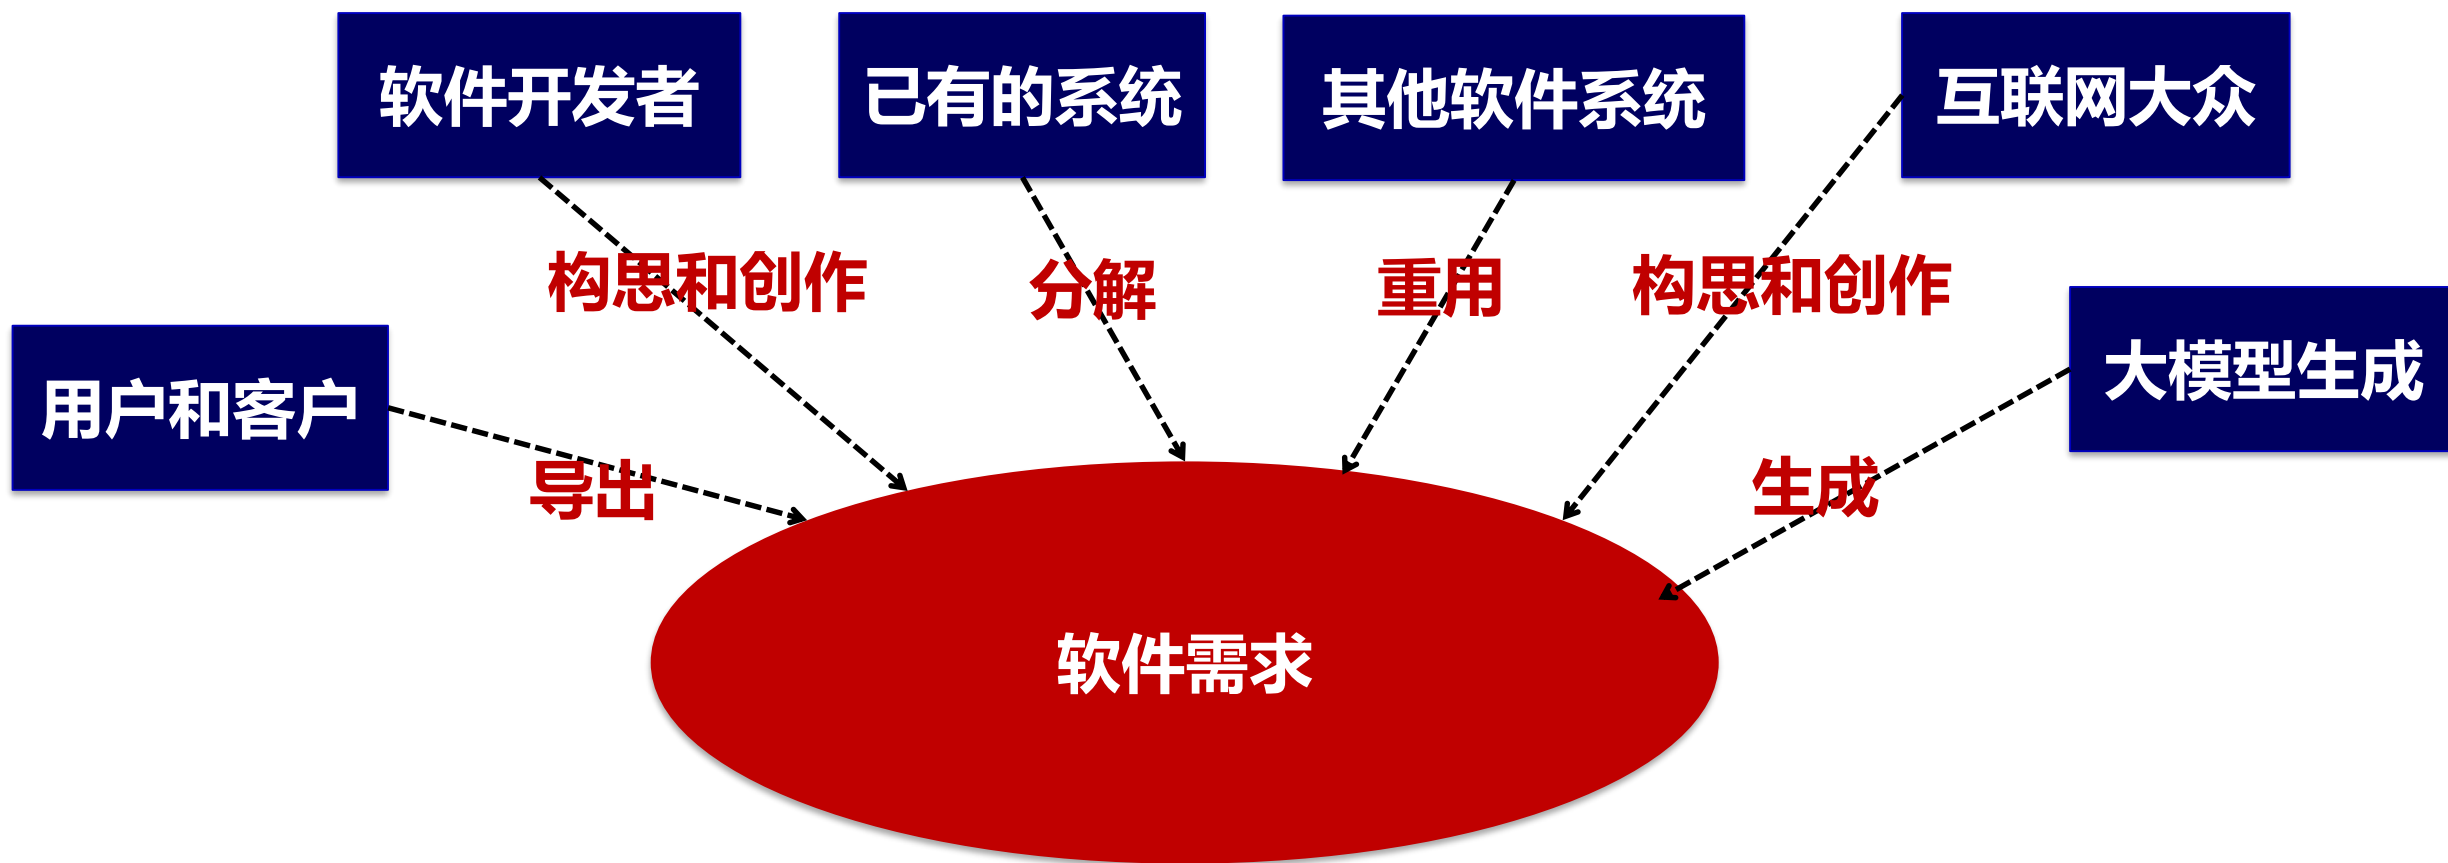 软件开发者
已有的系统
其他软件系统
互联网大众
构思和创作
分解
重用
构思和创作
用户和客户
大模型生成
导出
生成
软件需求